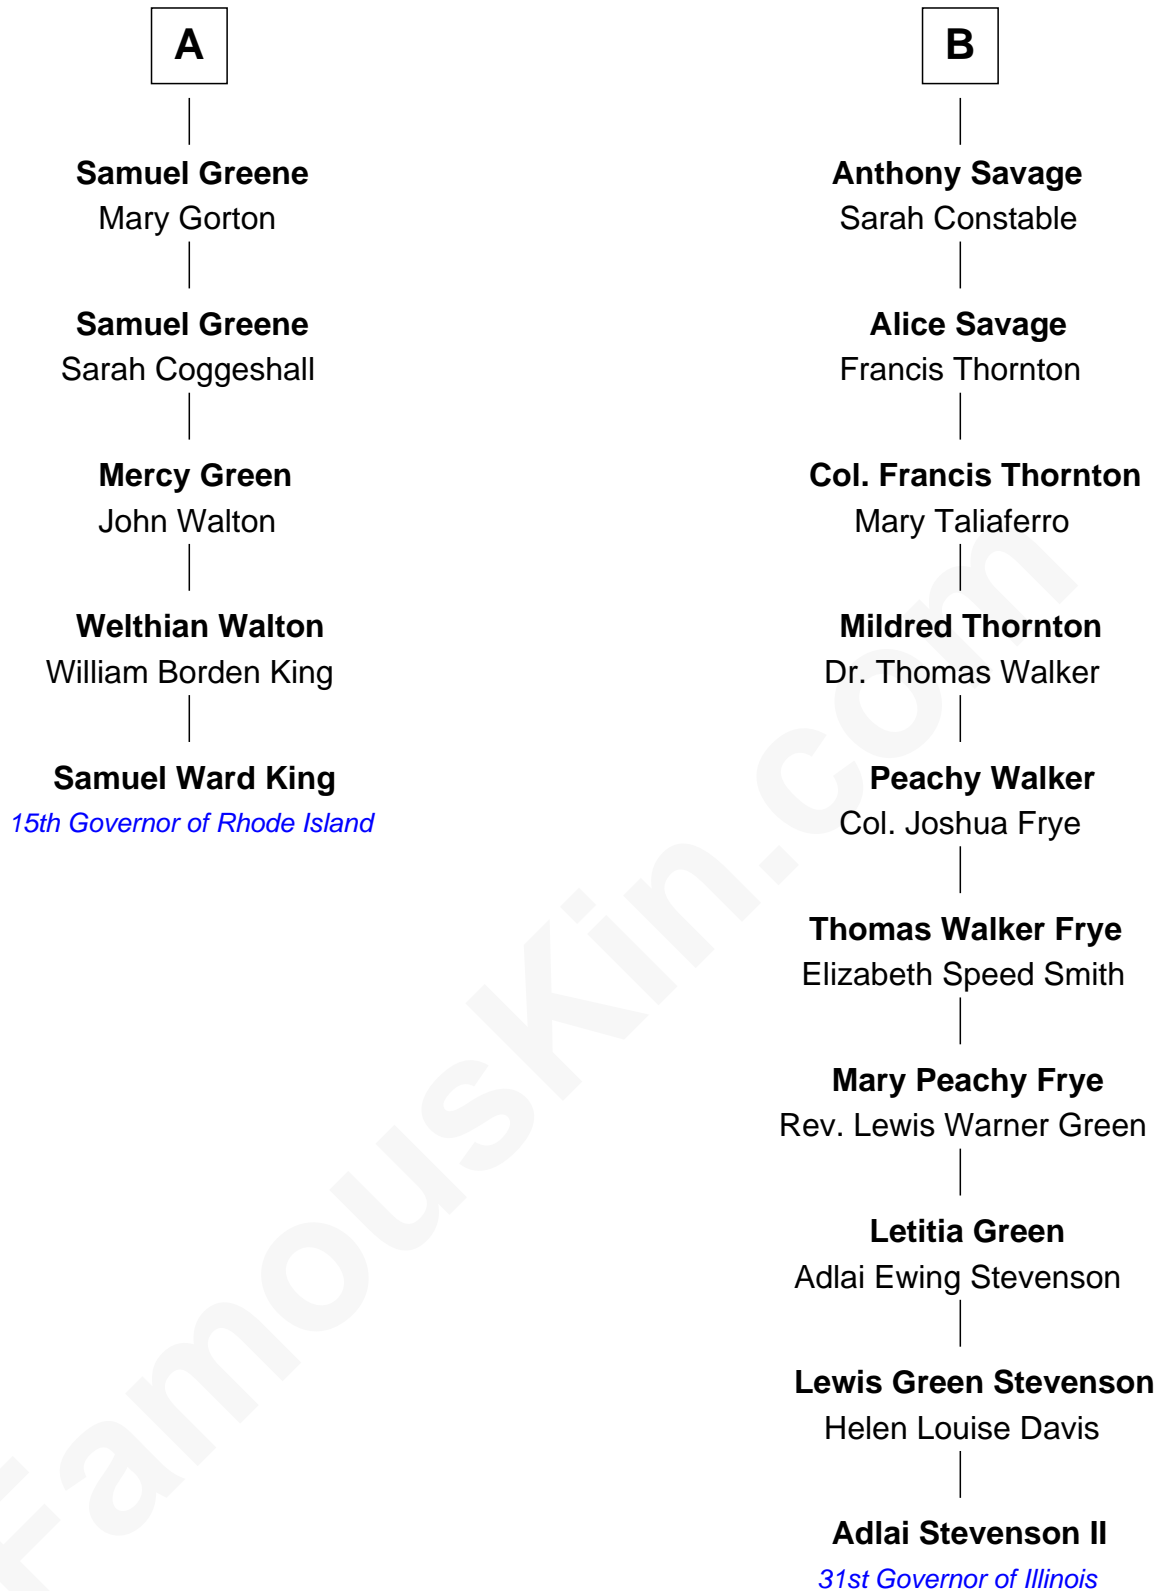 A
Samuel Greene
Mary Gorton
Samuel Greene
Sarah Coggeshall
Mercy Green
John Walton
Welthian Walton
William Borden King
Samuel Ward King
15th Governor of Rhode Island
B
Anthony Savage
Sarah Constable
Alice Savage
Francis Thornton
Col. Francis Thornton
Mary Taliaferro
Mildred Thornton
Dr. Thomas Walker
Peachy Walker
Col. Joshua Frye
Thomas Walker Frye
Elizabeth Speed Smith
Mary Peachy Frye
Rev. Lewis Warner Green
Letitia Green
Adlai Ewing Stevenson
Lewis Green Stevenson
Helen Louise Davis
Adlai Stevenson II
31st Governor of Illinois
FamousKin.com